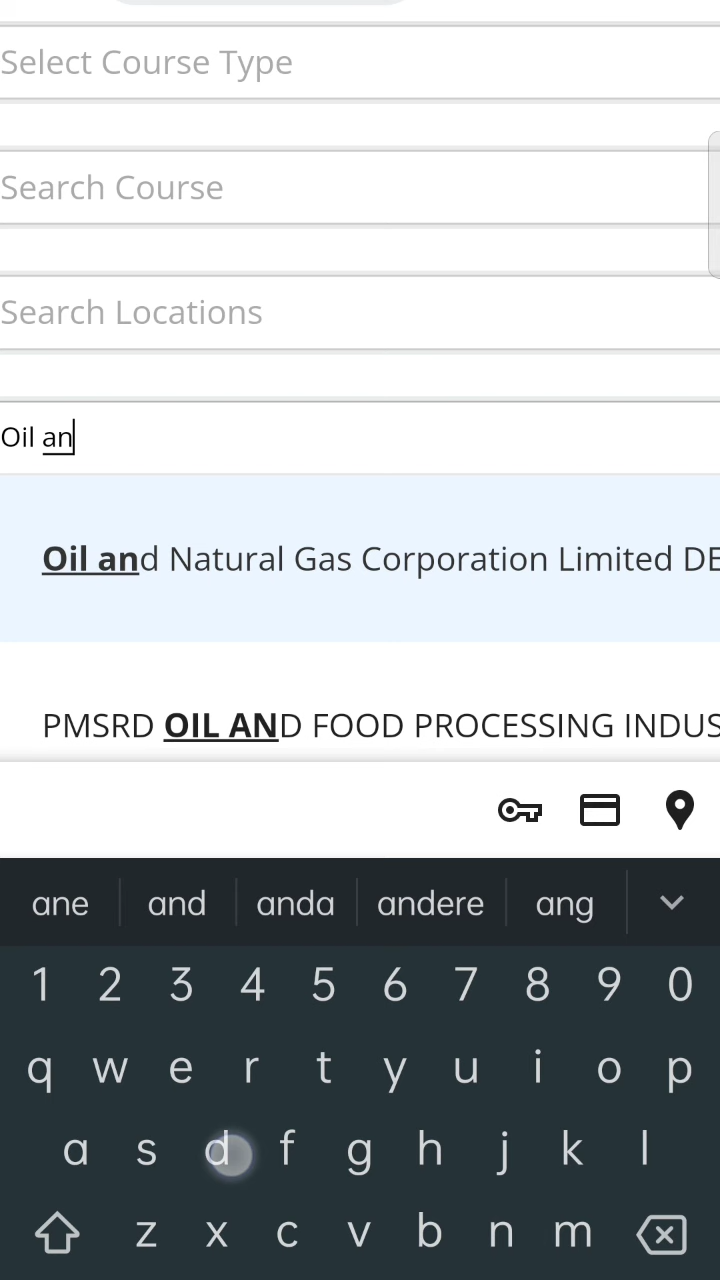 Select Course Type
Search Course
Search Locations
Oil an
Oil and Natural Gas Corporation Limited DE
PMSRD OIL AND FOOD PROCESSING INDUS
ane and anda andere ang
1 2 3 4 5 6 7 8 9 0
q w e r t y u i o p
a s d f g h j k l
z x c v b n m